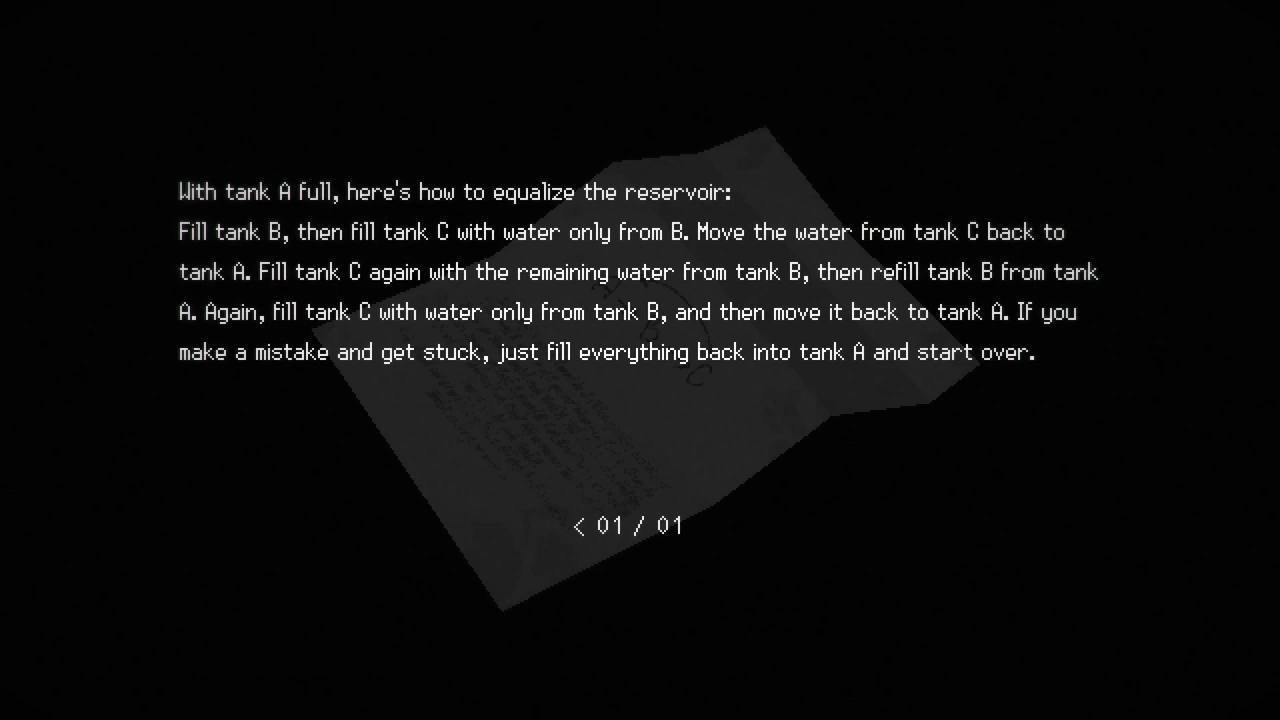 With tank A full, here's how to equalize the reservoir:
Fill tank B, then fill tank C with water only from B. Move the water from tank C back to
tank A. Fill tank C again with the remaining water from tank B, then refill tank B from tank
A. Again, fill tank C with water only from tank B, and then move it back to tank A. If you
make a mistake and get stuck, just fill everything back into tank A and start over.
< 01 / 01